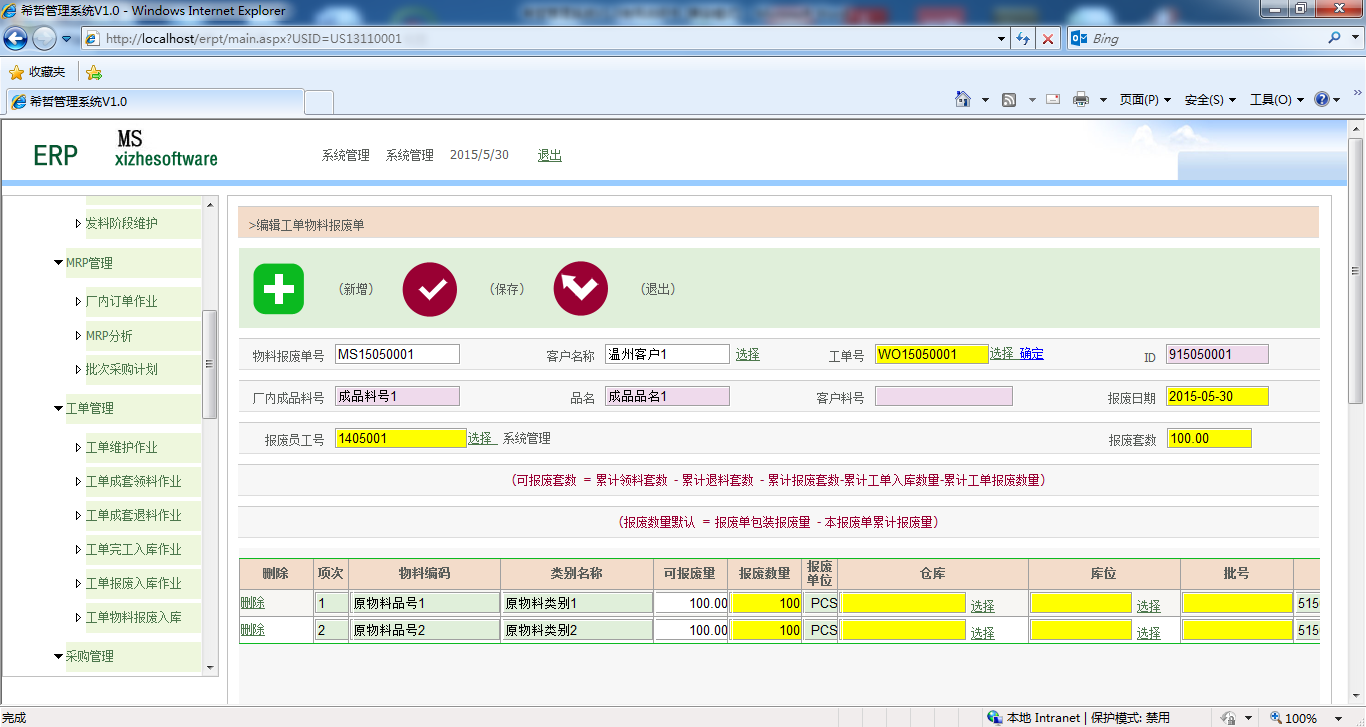 希哲管理系统V1.0 - Windows Internet Explorer
http://localhost/erpt/main.aspx?USID=US13110001
Bing
收藏夹
希哲管理系统V1.0
页面(P) 安全(S) 工具(O)
ERP MS xizhesoftware
系统管理 系统管理 2015/5/30 退出
发料阶段维护
MRP管理
厂内订单作业
MRP分析
批次采购计划
工单管理
工单维护作业
工单成套领料作业
工单成套退料作业
工单完工入库作业
工单报废入库作业
工单物料报废入库
采购管理
>编辑工单物料报废单
(新增) (保存) (退出)
物料报废单号 MS15050001 客户名称 温州客户1 选择 工单号 WO15050001 选择 确定 ID 915050001
厂内成品料号 成品料号1 品名 成品品名1 客户料号 报废日期 2015-05-30
报废员工号 1405001 选择 系统管理 报废套数 100.00
(可报废套数 = 累计领料套数 - 累计退料套数 - 累计报废套数-累计工单入库数量-累计工单报废数量)
(报废数量默认 = 报废单包装报废量 - 本报废单累计报废量)
删除 项次 物料编码 类别名称 可报废量 报废数量 报废单位 仓库 库位 批号
删除 1 原物料品号1 原物料类别1 100.00 100 PCS 选择 选择 515
删除 2 原物料品号2 原物料类别2 100.00 100 PCS 选择 选择 515
完成 本地 Intranet | 保护模式: 禁用 100%